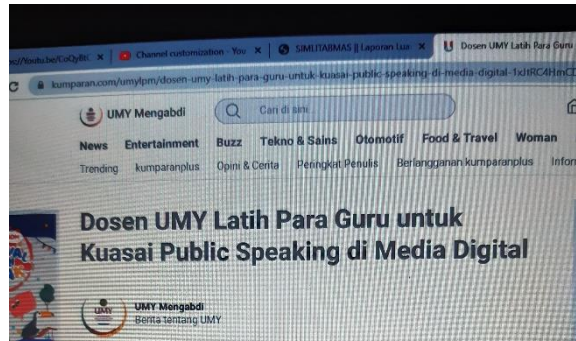 Channel customization - You
SIMLITABMAS || Laporan Lua
Dosen UMY Latih Para Guru
kumparan.com/umylpm/dosen-umy-latih-para-guru-untuk-kuasai-public-speaking-di-media-digital-
UMY Mengabdi
Cari di sini
News Entertainment Buzz Tekno & Sains Otomotif Food & Travel Woman
Trending kumparanplus Opini & Cerita Peringkat Penulis Berlangganan kumparanplus Infor
Dosen UMY Latih Para Guru untuk
Kuasai Public Speaking di Media Digital
UMY
UMY Mengabdi
Berita tentang UMY